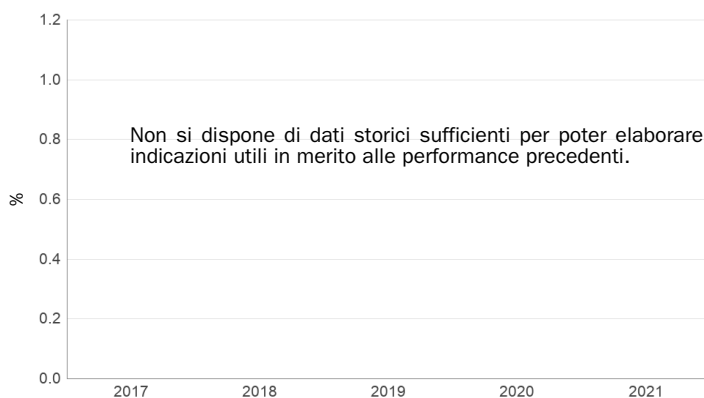 1.2
1.0
0.8
Non si dispone di dati storici sufficienti per poter elaborare
indicazioni utili in merito alle performance precedenti.
%
0.6
0.4
0.2
0.0
2017 2018 2019 2020 2021